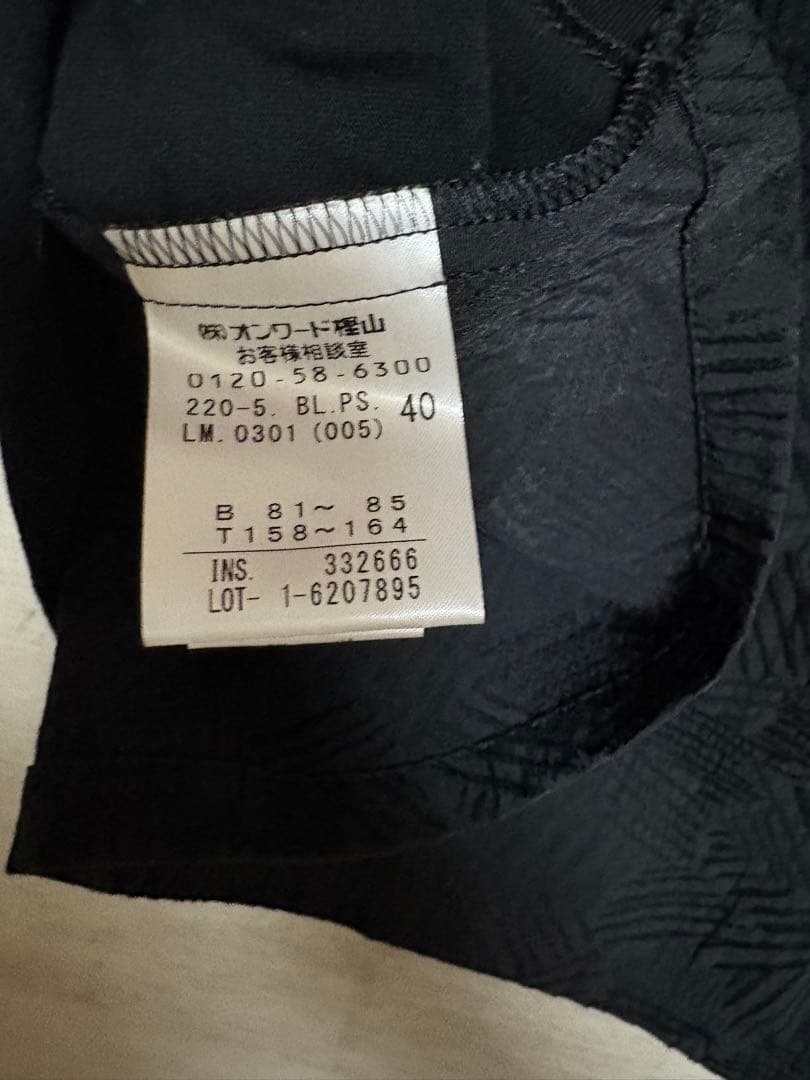 ㈱オンワード樫山
お客様相談室
0120-58-6300
220-5. BL.PS. 40
LM. 0301 (005)
B 81～ 85
T158～164
INS. 332666
LOT- 1-6207895